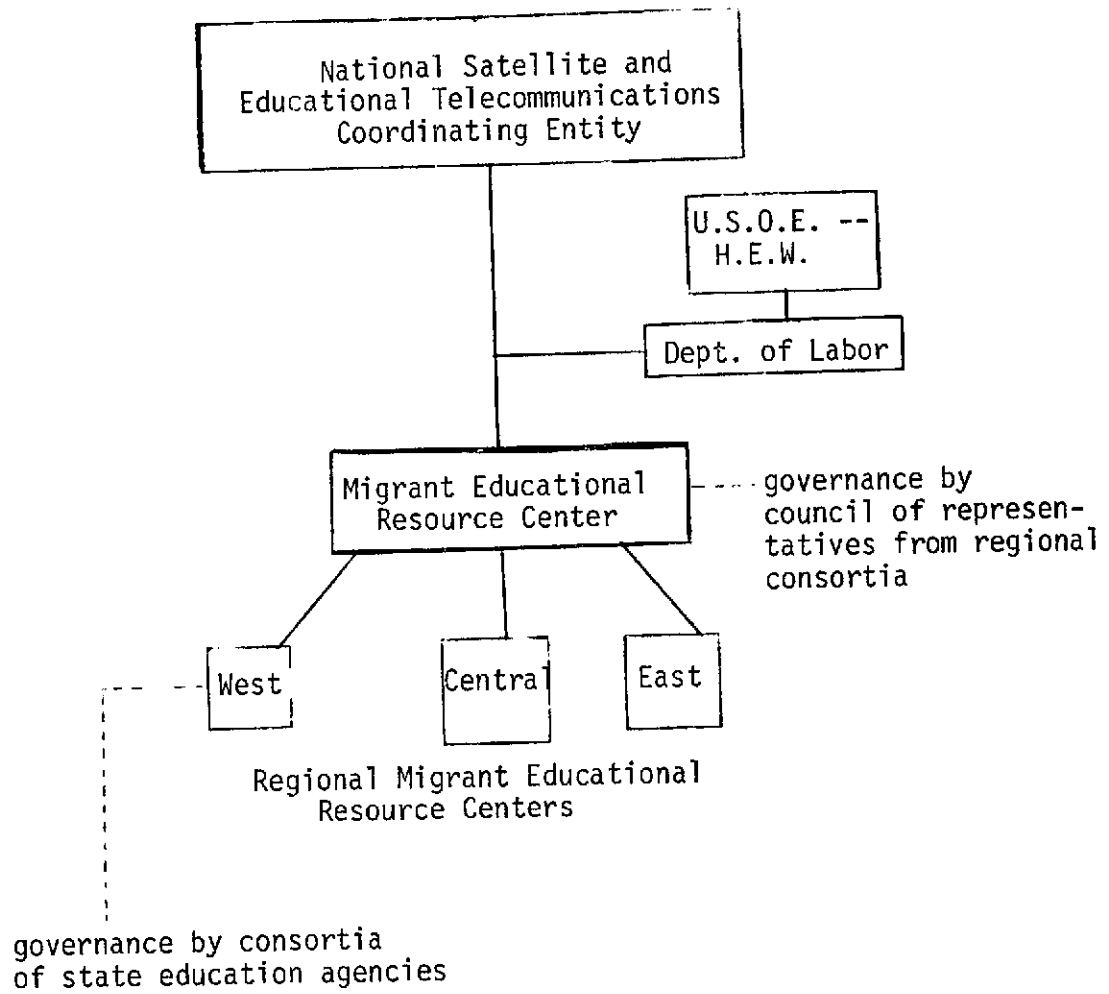 National Satellite and
Educational Telecommunications
Coordinating Entity
U.S.O.E. --
H.E.W.
Dept. of Labor
Migrant Educational
Resource Center
governance by
council of represen-
tatives from regional
consortia
West
Central
East
Regional Migrant Educational
Resource Centers
governance by consortia
of state education agencies